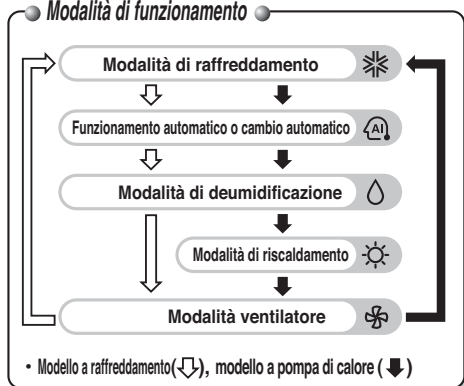 Modalità di funzionamento
Modalità di raffreddamento
Funzionamento automatico o cambio automatico
AI
Modalità di deumidificazione
Modalità di riscaldamento
Modalità ventilatore
• Modello a raffreddamento(⇩), modello a pompa di calore (⬇)